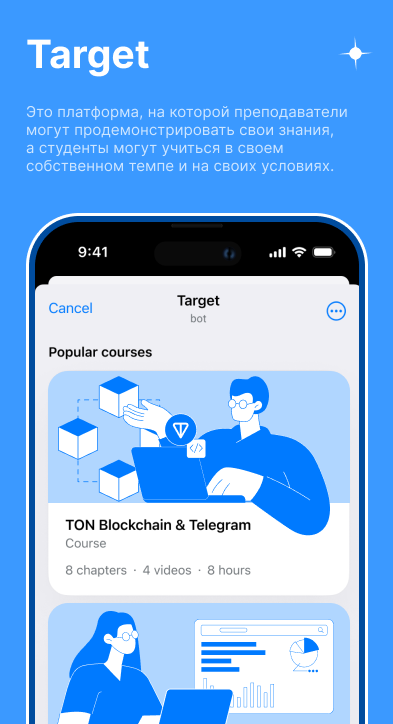 Target
Это платформа, на которой преподаватели
могут продемонстрировать свои знания,
а студенты могут учиться в своем
собственном темпе и на своих условиях.
9:41
Cancel
Target
bot
Popular courses
</>
TON Blockchain & Telegram
Course
8 chapters · 4 videos · 8 hours